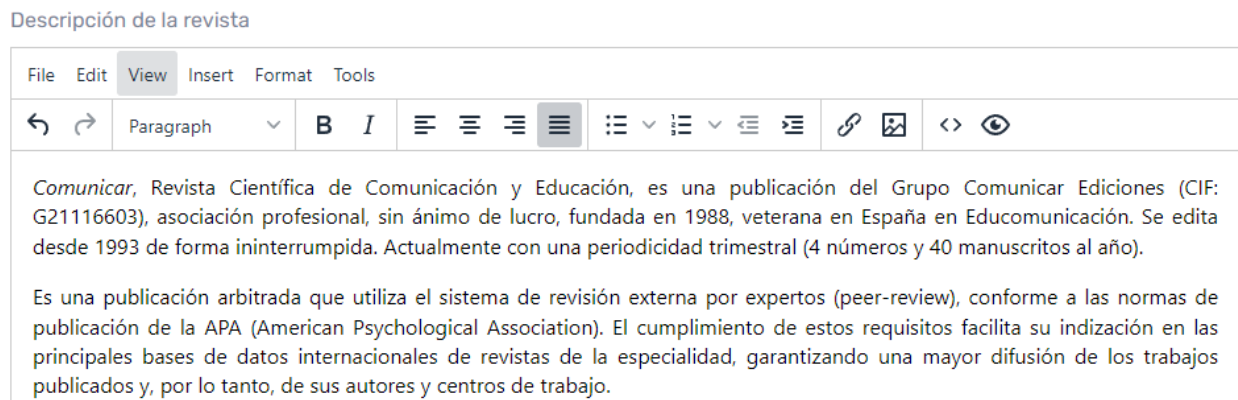 Descripción de la revista
File Edit View Insert Format Tools
Paragraph B I
Comunicar, Revista Científica de Comunicación y Educación, es una publicación del Grupo Comunicar Ediciones (CIF:
G21116603), asociación profesional, sin ánimo de lucro, fundada en 1988, veterana en España en Educomunicación. Se edita
desde 1993 de forma ininterrumpida. Actualmente con una periodicidad trimestral (4 números y 40 manuscritos al año).
Es una publicación arbitrada que utiliza el sistema de revisión externa por expertos (peer-review), conforme a las normas de
publicación de la APA (American Psychological Association). El cumplimiento de estos requisitos facilita su indización en las
principales bases de datos internacionales de revistas de la especialidad, garantizando una mayor difusión de los trabajos
publicados y, por lo tanto, de sus autores y centros de trabajo.